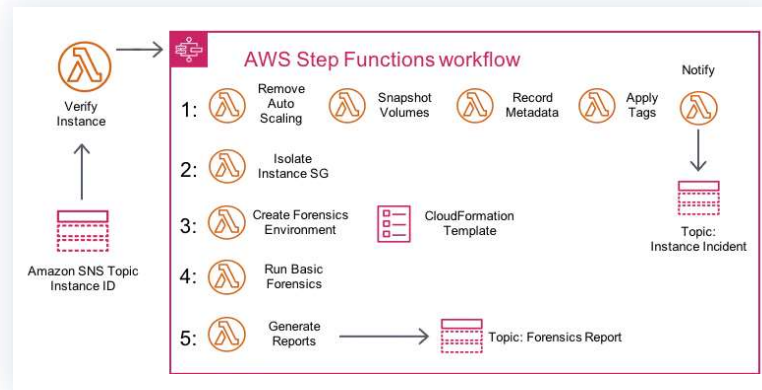 AWS Step Functions workflow
Verify
Instance
Amazon SNS Topic
Instance ID
1:
Remove
Auto
Scaling
Snapshot
Volumes
Record
Metadata
Apply
Tags
Notify
Topic:
Instance Incident
2:
Isolate
Instance SG
3:
Create Forensics
Environment
CloudFormation
Template
4:
Run Basic
Forensics
5:
Generate
Reports
Topic: Forensics Report